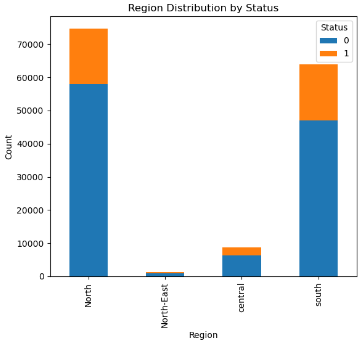 Region Distribution by Status
Status
0
1
70000
60000
50000
40000
30000
20000
10000
0
Count
North
North-East
central
south
Region